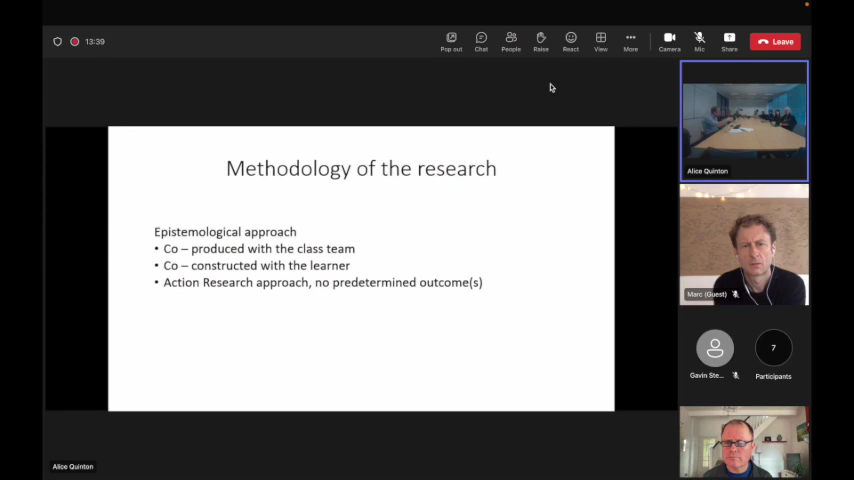 13:39
Pop out
Chat
People
Raise
React
View
More
Camera
Mic
Share
Leave
Methodology of the research
Epistemological approach
• Co – produced with the class team
• Co – constructed with the learner
• Action Research approach, no predetermined outcome(s)
Alice Quinton
Marc (Guest)
Gavin Ste...
7
Participants
Alice Quinton